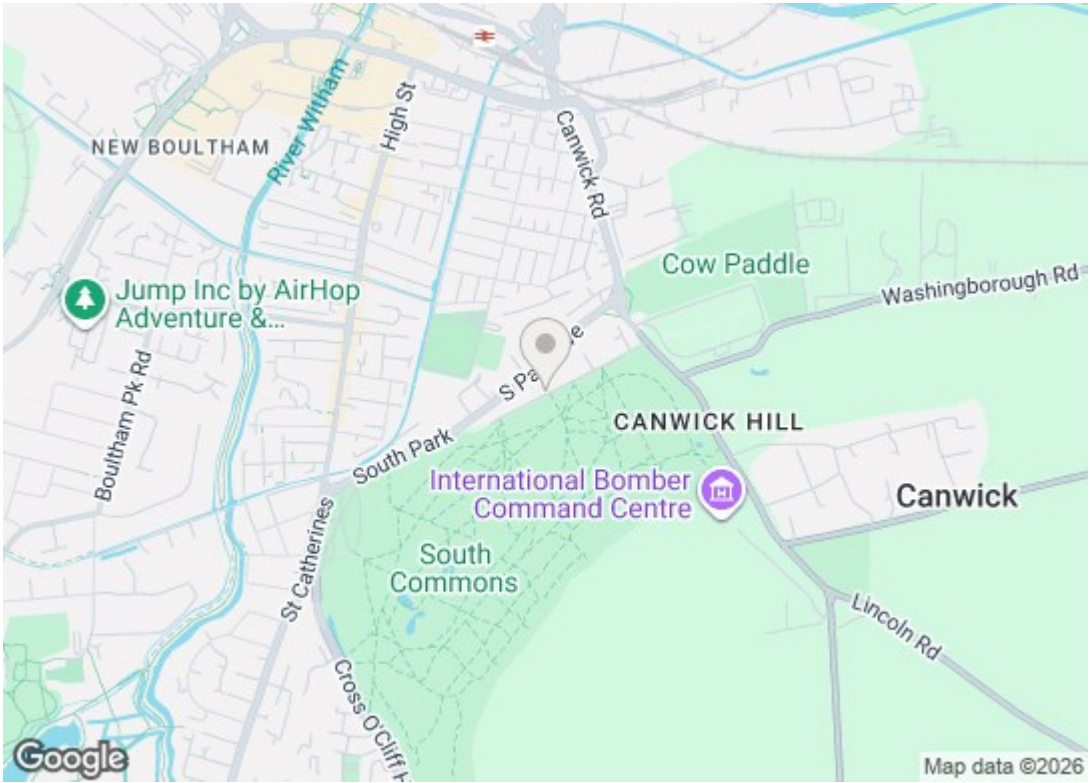 NEW BOULTHAM
River Witham
High St
Canwick Rd
Cow Paddle
Washingborough Rd
Jump Inc by AirHop
Adventure &...
Boultham Pk Rd
South Park
CANWICK HILL
International Bomber
Command Centre
Canwick
South
Commons
St Catherines
Lincoln Rd
Cross O'Cliff H
Google
Map data ©2026